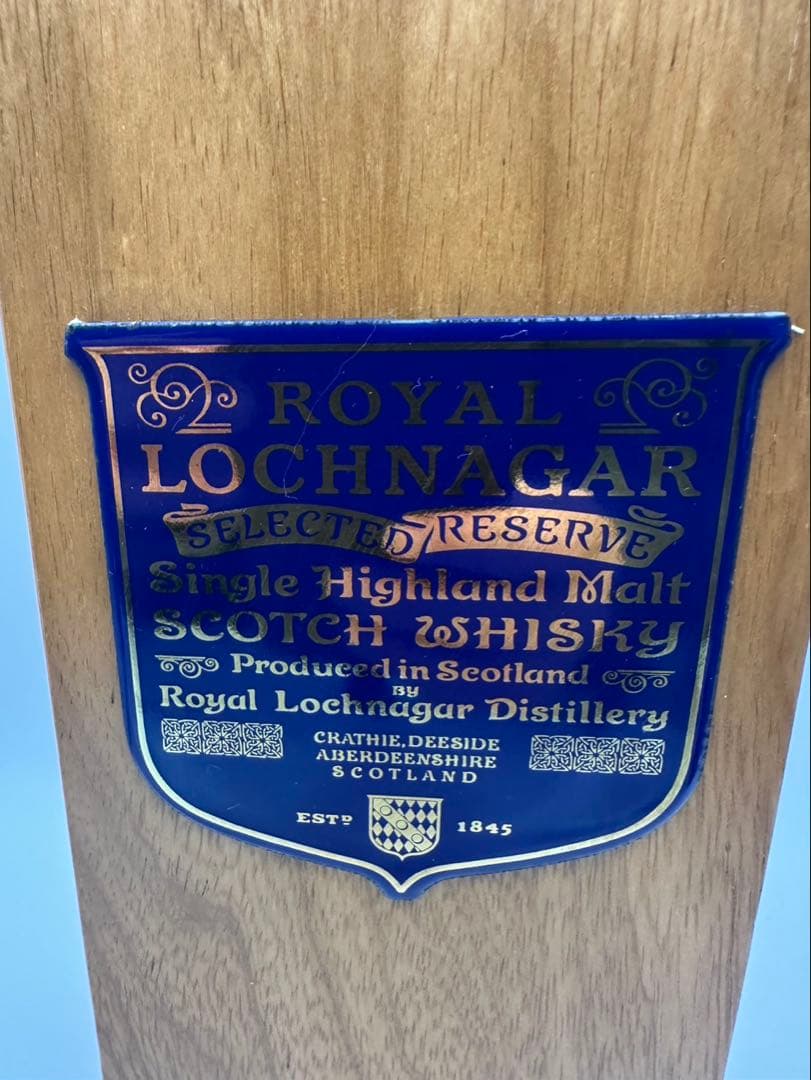 ROYAL
LOCHNAGAR
SELECTED RESERVE
Single Highland Malt
SCOTCH WHISKY
Produced in Scotland
BY
Royal Lochnagar Distillery
CRATHIE, DEESIDE
ABERDEENSHIRE
SCOTLAND
ESTD 1845